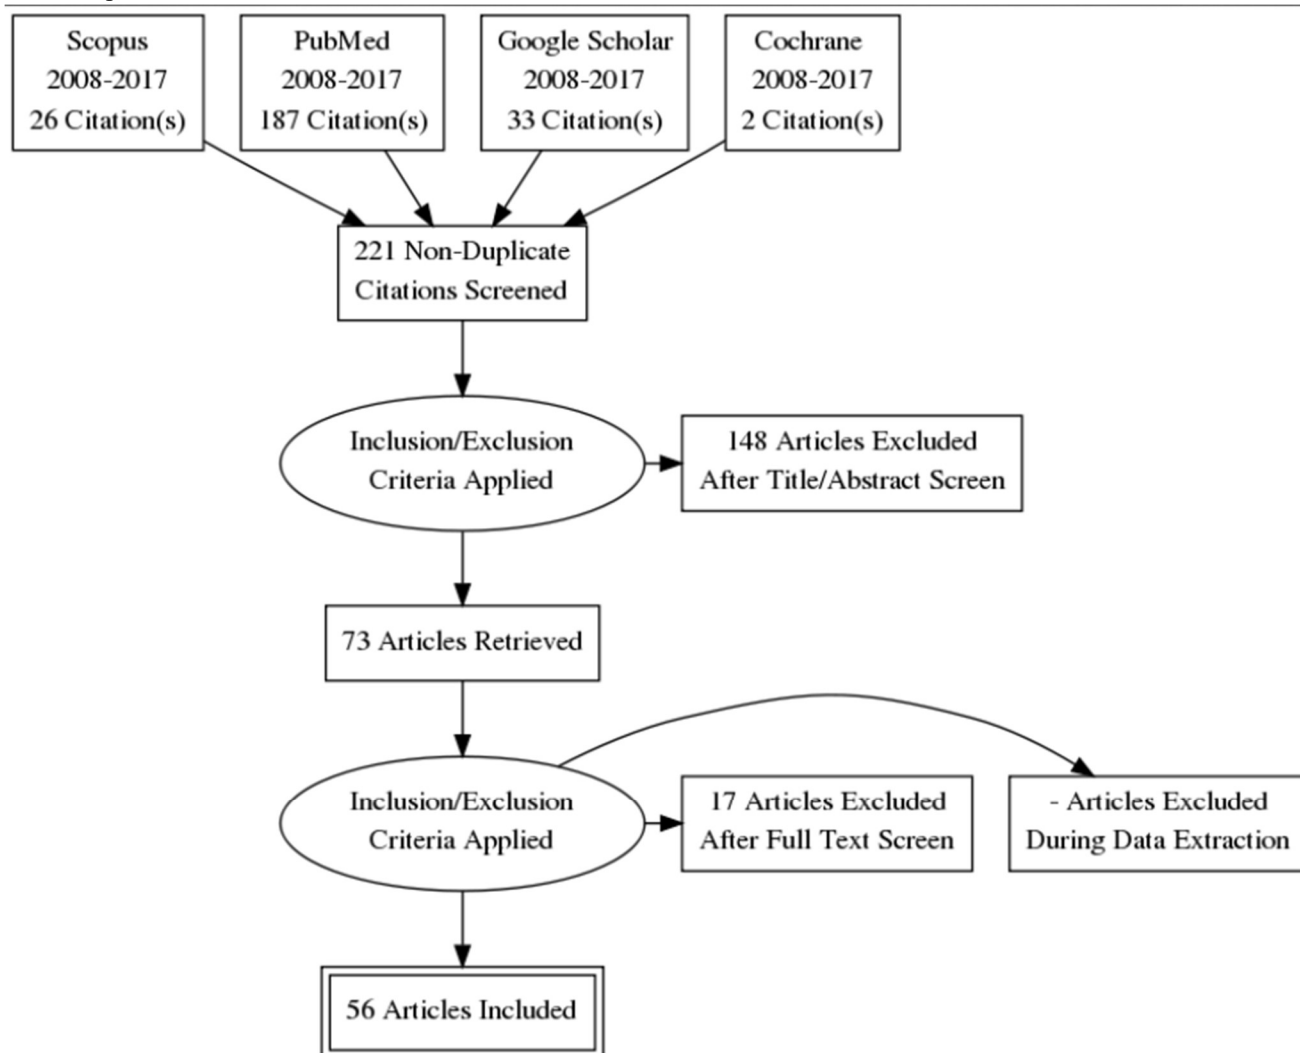 Scopus
2008-2017
26 Citation(s)
PubMed
2008-2017
187 Citation(s)
Google Scholar
2008-2017
33 Citation(s)
Cochrane
2008-2017
2 Citation(s)
221 Non-Duplicate
Citations Screened
Inclusion/Exclusion
Criteria Applied
148 Articles Excluded
After Title/Abstract Screen
73 Articles Retrieved
Inclusion/Exclusion
Criteria Applied
17 Articles Excluded
After Full Text Screen
- Articles Excluded
During Data Extraction
56 Articles Included